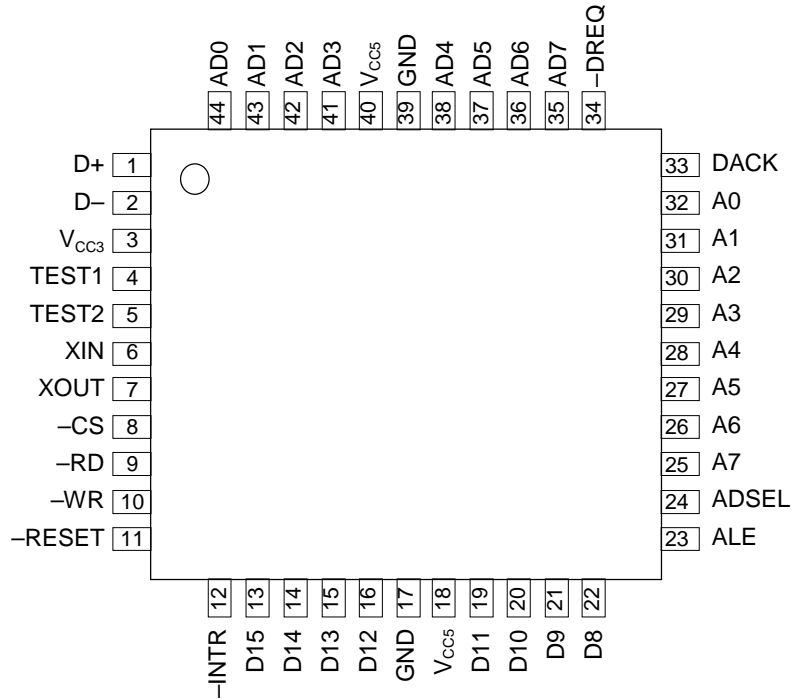 AD0 AD1 AD2 AD3 VCC5 GND AD4 AD5 AD6 AD7 –DREQ
44 43 42 41 40 39 38 37 36 35 34
D+ 1 33 DACK
D– 2 32 A0
VCC3 3 31 A1
TEST1 4 30 A2
TEST2 5 29 A3
XIN 6 28 A4
XOUT 7 27 A5
–CS 8 26 A6
–RD 9 25 A7
–WR 10 24 ADSEL
–RESET 11 23 ALE
12 13 14 15 16 17 18 19 20 21 22
–INTR D15 D14 D13 D12 GND VCC5 D11 D10 D9 D8